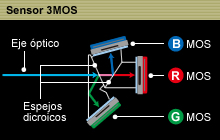 Sensor 3MOS
Eje óptico
B MOS
R MOS
Espejos
dicroicos
G MOS